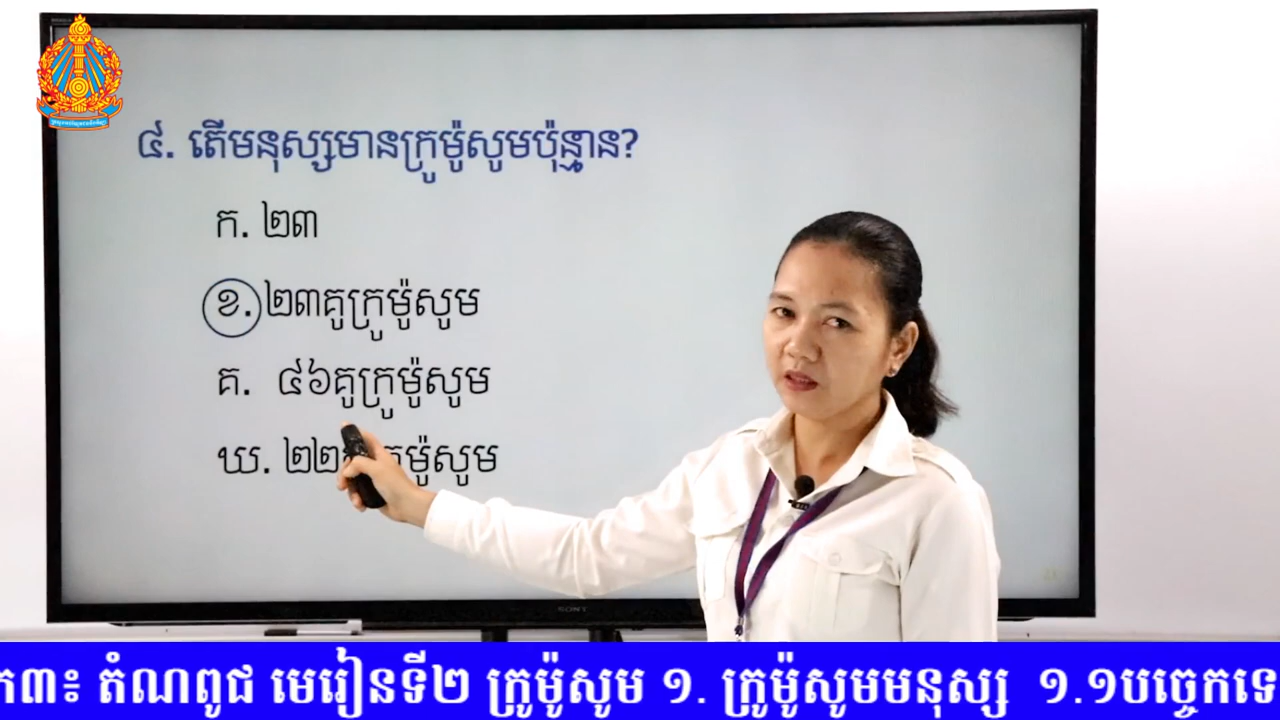 ៤. តើមនុស្សមានក្រូម៉ូសូមប៉ុន្មាន?
ក. ២៣
ខ. ២៣គូក្រូម៉ូសូម
គ. ៤៦គូក្រូម៉ូសូម
ឃ. ២២ ម៉ូសូម
SONY
ក៣៖ តំណពូជ មេរៀនទី២ ក្រូម៉ូសូម ១. ក្រូម៉ូសូមមនុស្ស ១.១បច្ចេកទេ